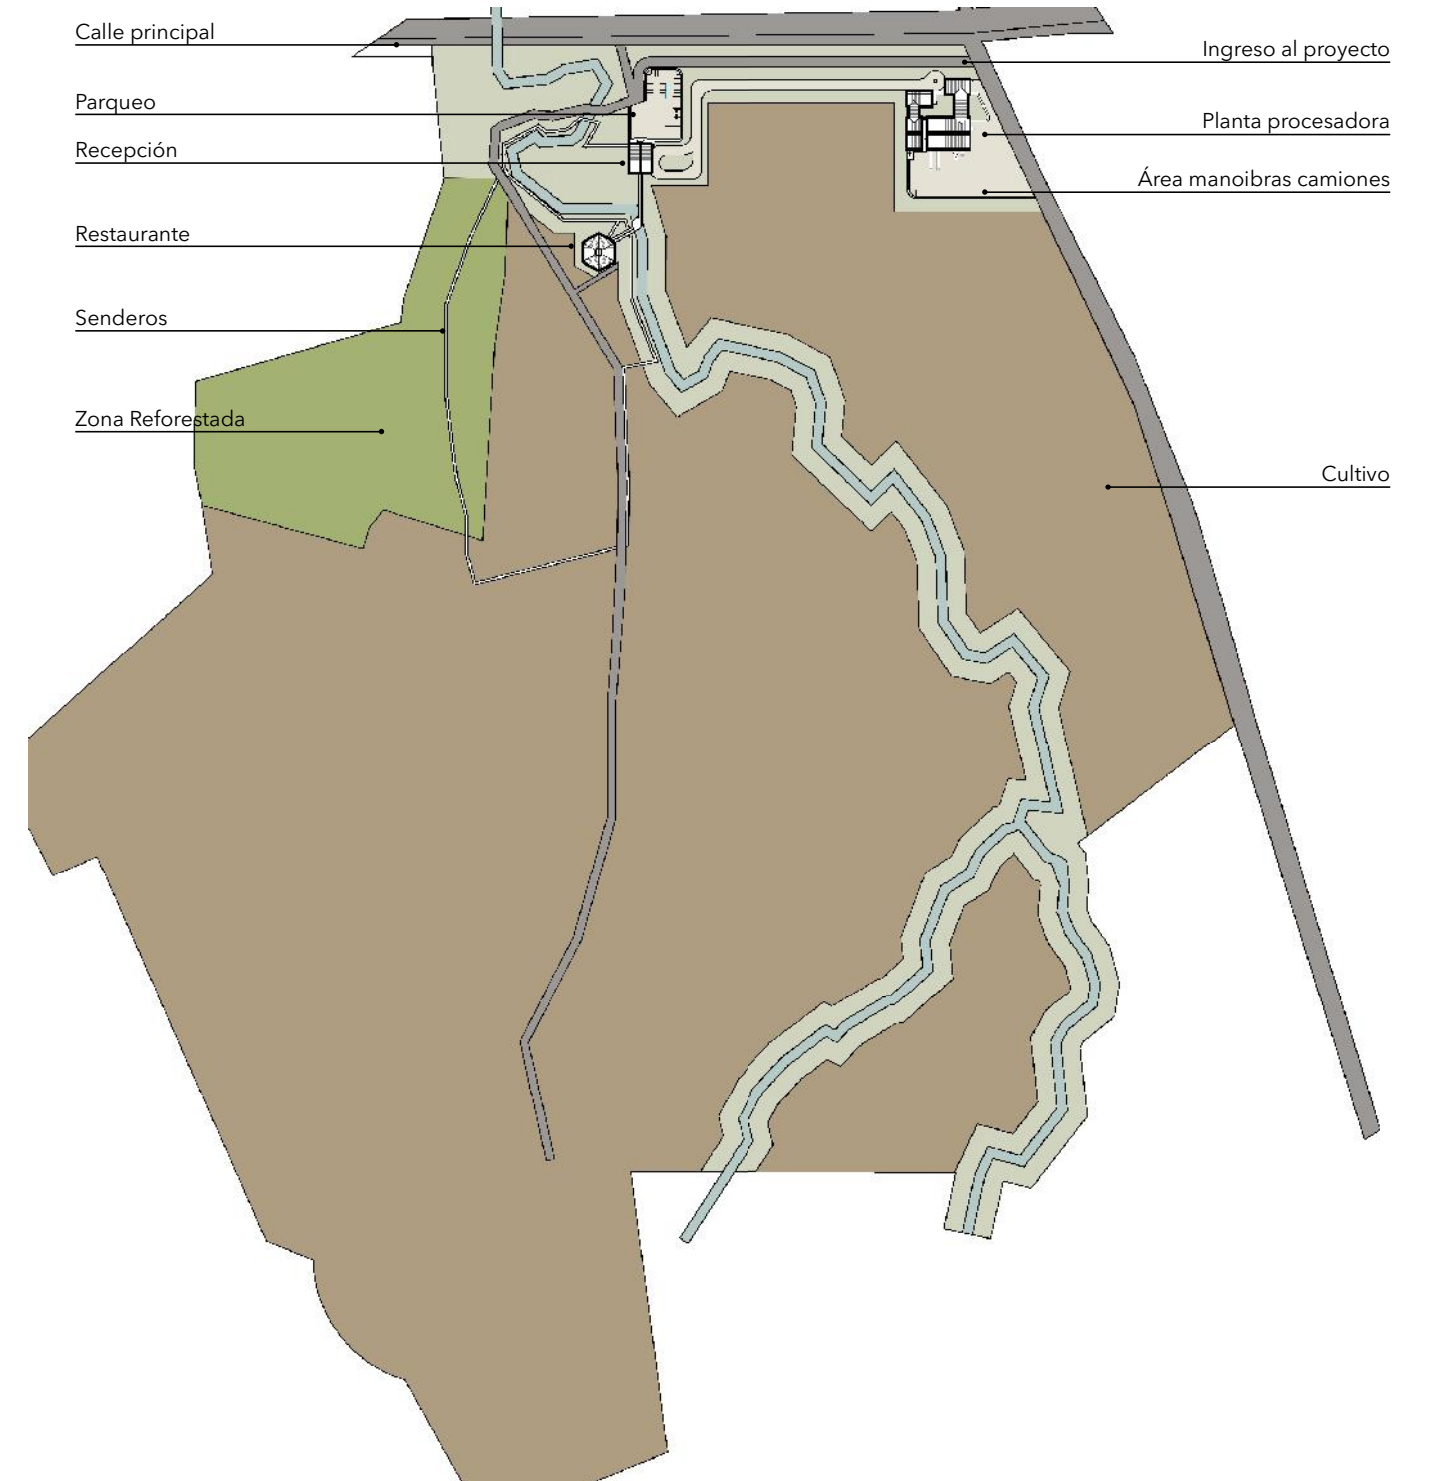 Calle principal
Ingreso al proyecto
Parqueo
Planta procesadora
Recepción
Área manoibras camiones
Restaurante
Senderos
Zona Reforestada
Cultivo